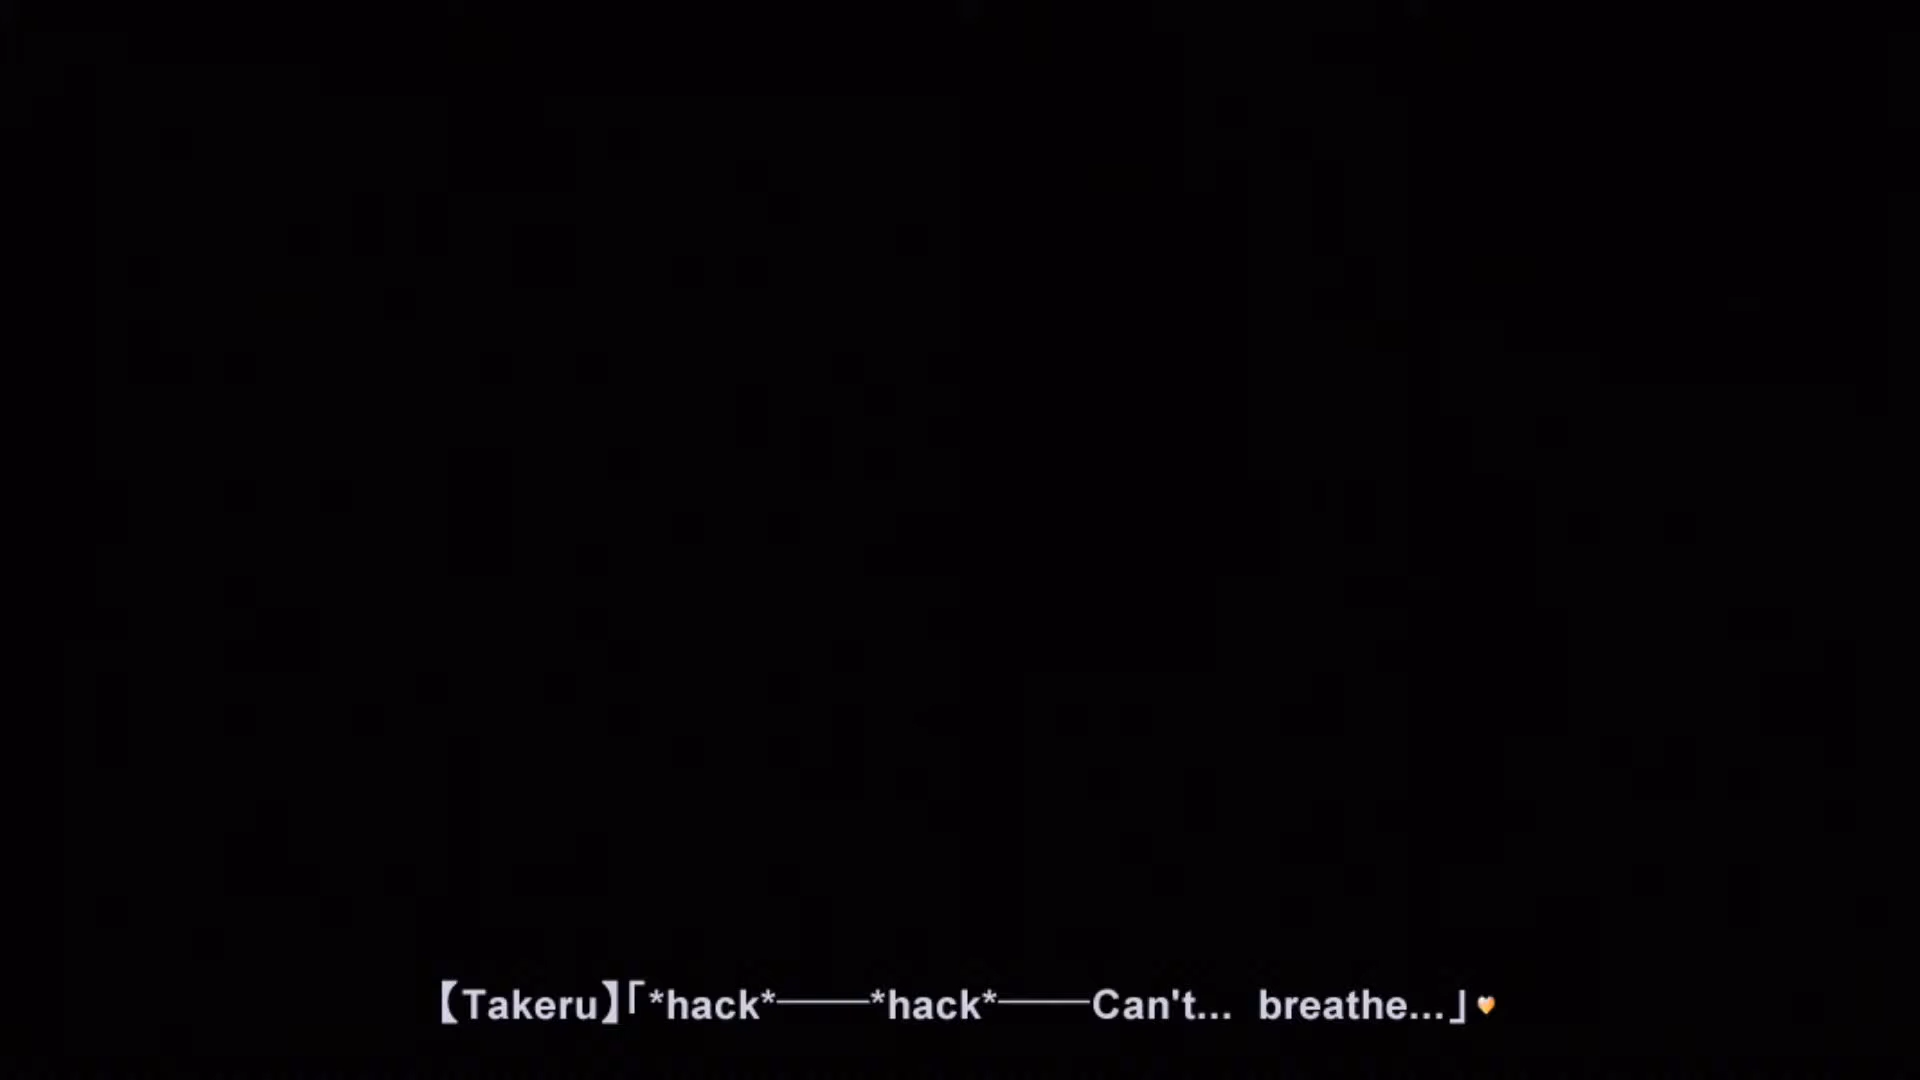 【Takeru】「*hack*───*hack*───Can't... breathe...」